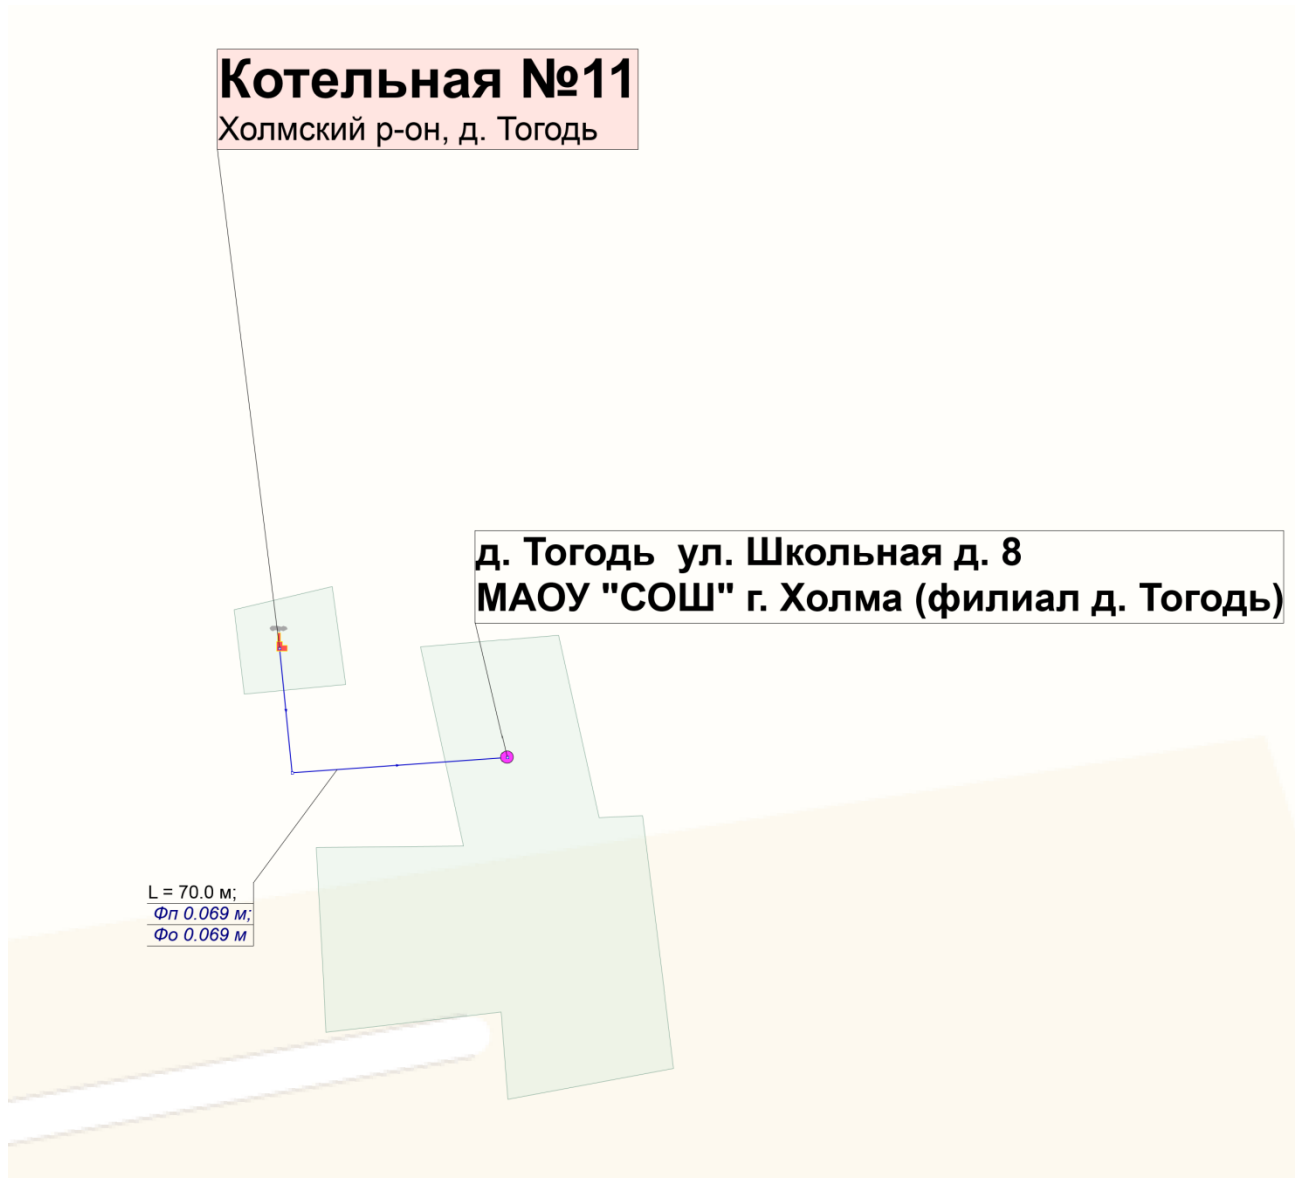 Котельная №11
Холмский р-он, д. Тогодь
д. Тогодь ул. Школьная д. 8
МАОУ "СОШ" г. Холма (филиал д. Тогодь)
L = 70.0 м;
Фп 0.069 м;
Фо 0.069 м